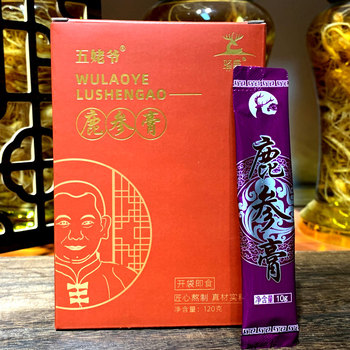 五姥爷®
WULAOYE
LUSHENGAO
鹿参膏
开袋即食
匠心熬制 真材实料
净含量：120克
鹿参膏
净含量 10g